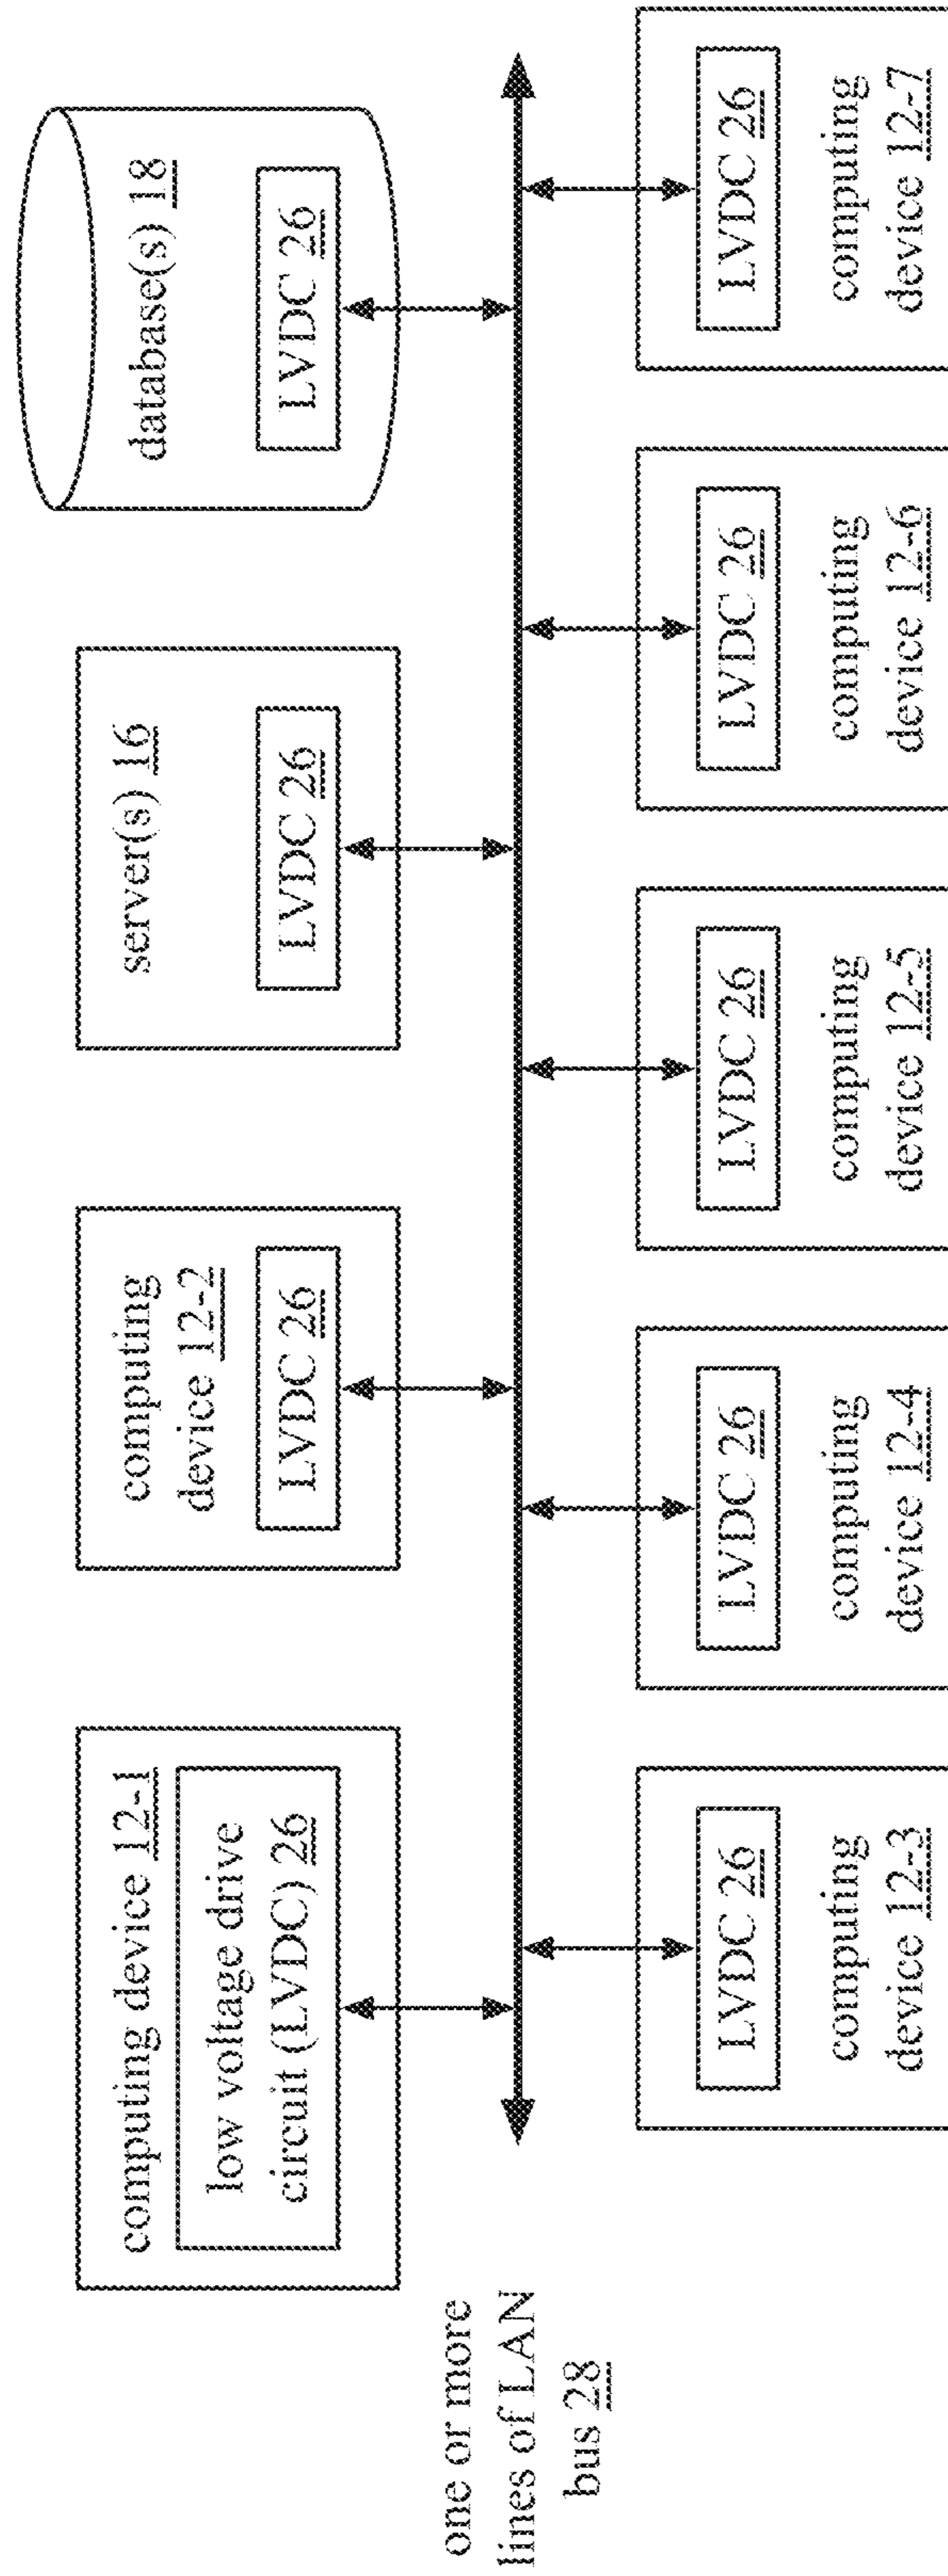 computing device 12-1
low voltage drive
circuit (LVDC) 26
computing
device 12-2
LVDC 26
server(s) 16
LVDC 26
database(s) 18
LVDC 26
one or more
lines of LAN
bus 28
LVDC 26
computing
device 12-3
LVDC 26
computing
device 12-4
LVDC 26
computing
device 12-5
LVDC 26
computing
device 12-6
LVDC 26
computing
device 12-7